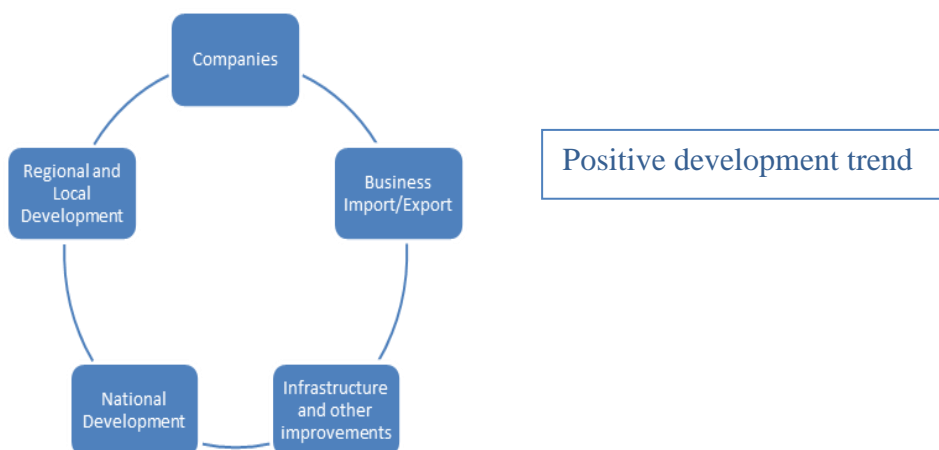 Companies
Regional and
Local
Development
Business
Import/Export
Positive development trend
National
Development
Infrastructure
and other
improvements